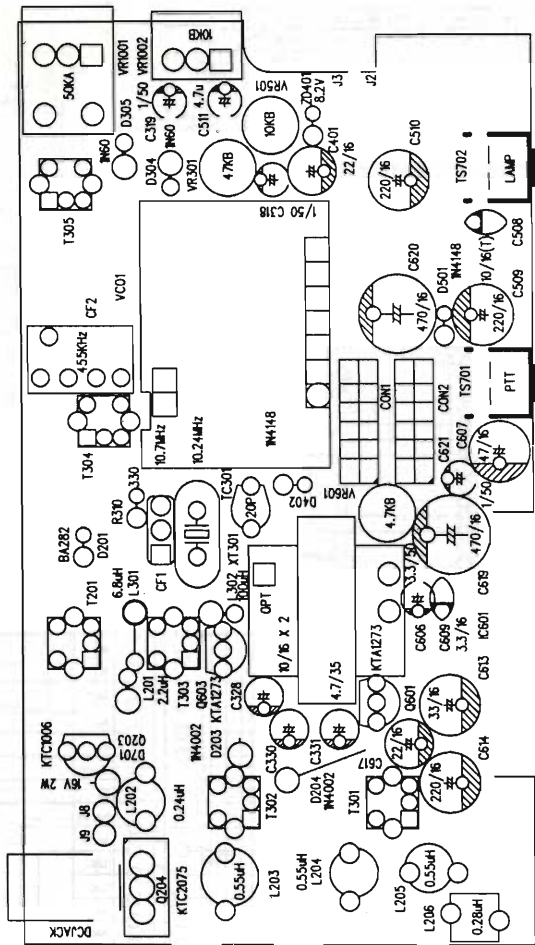 50KA
VR1001
VR1002
10KB
D305
1N60
C319
1/50
C511
4.7u
VR501
10KB
J3
J2
ZD401
8.2V
T305
D304
1N60
VR301
47KB
C401
22/16
C510
220/16
TS702
LAMP
1/50 C318
C508
10/16(T)
CF2
VC01
C620
470/16
D501
1N4148
C509
220/16
455KHz
T304
10.7MHz
10.24MHz
1N4148
CON1
CON2
TS701
PTT
C607
47/16
C621
1/50
330
R310
TC301
20P
D402
VR601
4.7KB
BA282
D201
CF1
XT301
470/16
C619
T201
6.8uH
L301
L302
100uH
OPT
3.3/50
L201
2.2uH
T303
Q603
KTA1273
C328
10/16 X 2
4.7/35
KTA1273
C606
C609
3.3/16
IC601
KTC1006
Q203
D701
16V 2W
1N4002
D203
C330
C331
Q601
33/16
C613
J8
J9
L202
0.24uH
T302
D204
1N4002
C617
22/16
T301
220/16
C614
DCJACK
Q204
KTC2075
0.55uH
L203
0.55uH
L204
L205
0.55uH
L206
0.28uH